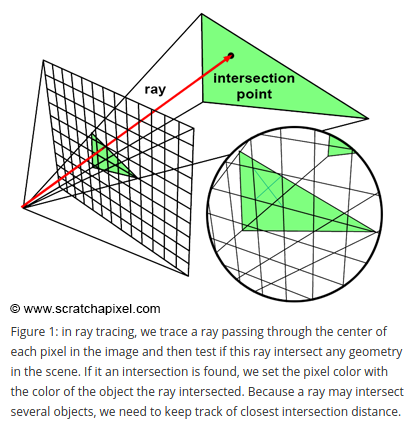 ray
intersection
point
© www.scratchapixel.com
Figure 1: in ray tracing, we trace a ray passing through the center of
each pixel in the image and then test if this ray intersect any geometry
in the scene. If it an intersection is found, we set the pixel color with
the color of the object the ray intersected. Because a ray may intersect
several objects, we need to keep track of closest intersection distance.